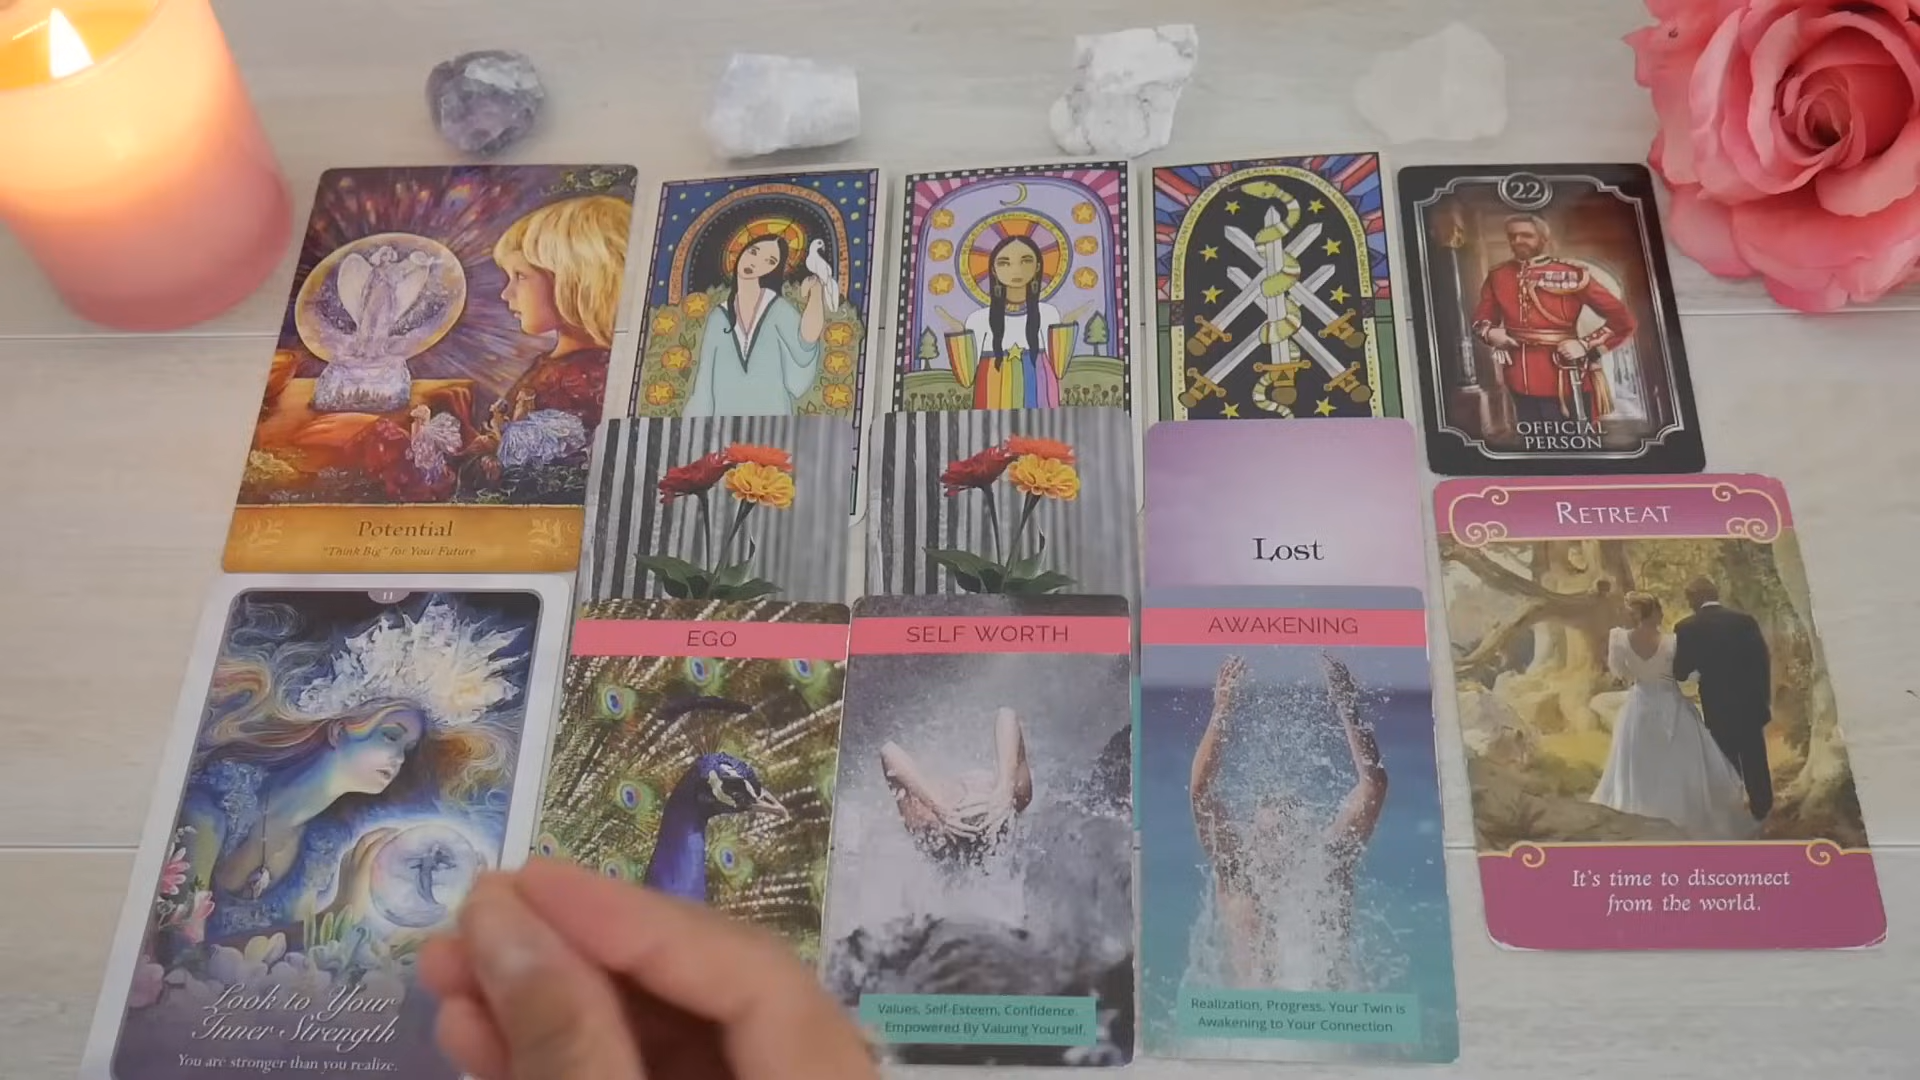 22
OFFICIAL
PERSON
Potential
"Think Big" for Your Future
Lost
RETREAT
It's time to disconnect
from the world.
11
Look to Your
Inner Strength
You are stronger than you realize.
EGO
SELF WORTH
Values, Self-Esteem, Confidence.
Empowered By Valuing Yourself.
AWAKENING
Realization, Progress, Your Twin is
Awakening to Your Connection.